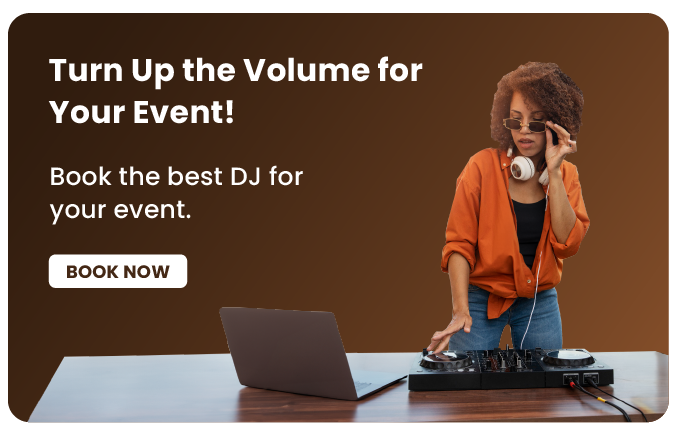 Turn Up the Volume for
Your Event!
Book the best DJ for
your event.
BOOK NOW